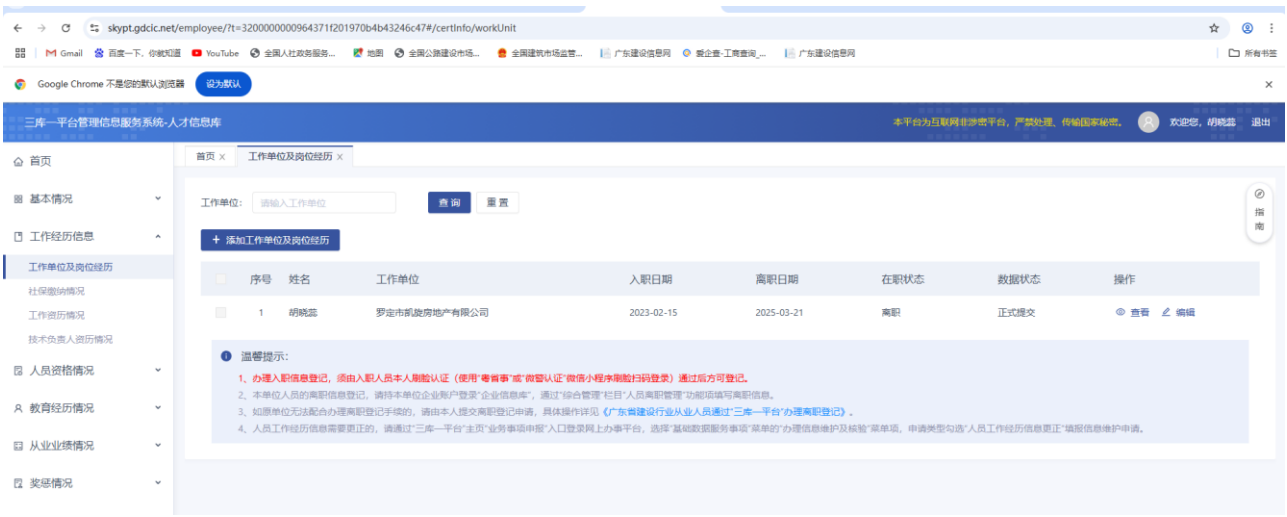 skypt.gdcic.net/employee/?t=3200000000964371f201970b4b43246c47#/certInfo/workUnit
Gmail 百度一下,你就知道 YouTube 全国人社政务服务... 地图 全国公路建设市场... 全国建筑市场监管... 广东建设信息网 爱企查-工商查询_... 广东建设信息网 所有书签
Google Chrome 不是您的默认浏览器 设为默认
三库一平台管理信息服务系统-人才信息库 本平台为互联网非涉密平台,严禁处理、传输国家秘密。 欢迎您,胡晓蕊 退出
首页
基本情况
工作经历信息
工作单位及岗位经历
社保缴纳情况
工作资历情况
技术负责人资历情况
人员资格情况
教育经历情况
从业业绩情况
奖惩情况
首页 × 工作单位及岗位经历 ×
工作单位: 请输入工作单位 查 询 重 置
+ 添加工作单位及岗位经历
序号 姓名 工作单位 入职日期 离职日期 在职状态 数据状态 操作
1 胡晓蕊 罗定市凯旋房地产有限公司 2023-02-15 2025-03-21 离职 正式提交 查看 编辑
温馨提示:
1、办理入职信息登记,须由入职人员本人刷脸认证(使用"粤省事"或"微警认证"微信小程序刷脸扫码登录)通过后方可登记。
2、本单位人员的离职信息登记,请持本单位企业账户登录"企业信息库",通过"综合管理"栏目"人员离职管理"功能项填写离职信息。
3、如原单位无法配合办理离职登记手续的,请由本人提交离职登记申请,具体操作详见《广东省建设行业从业人员通过"三库一平台"办理离职登记》。
4、人员工作经历信息需要更正的,请通过"三库一平台"主页"业务事项申报"入口登录网上办事平台,选择"基础数据服务事项"菜单的"办理信息维护及核验"菜单项,申请类型勾选"人员工作经历信息更正"填报信息维护申请。
指
南